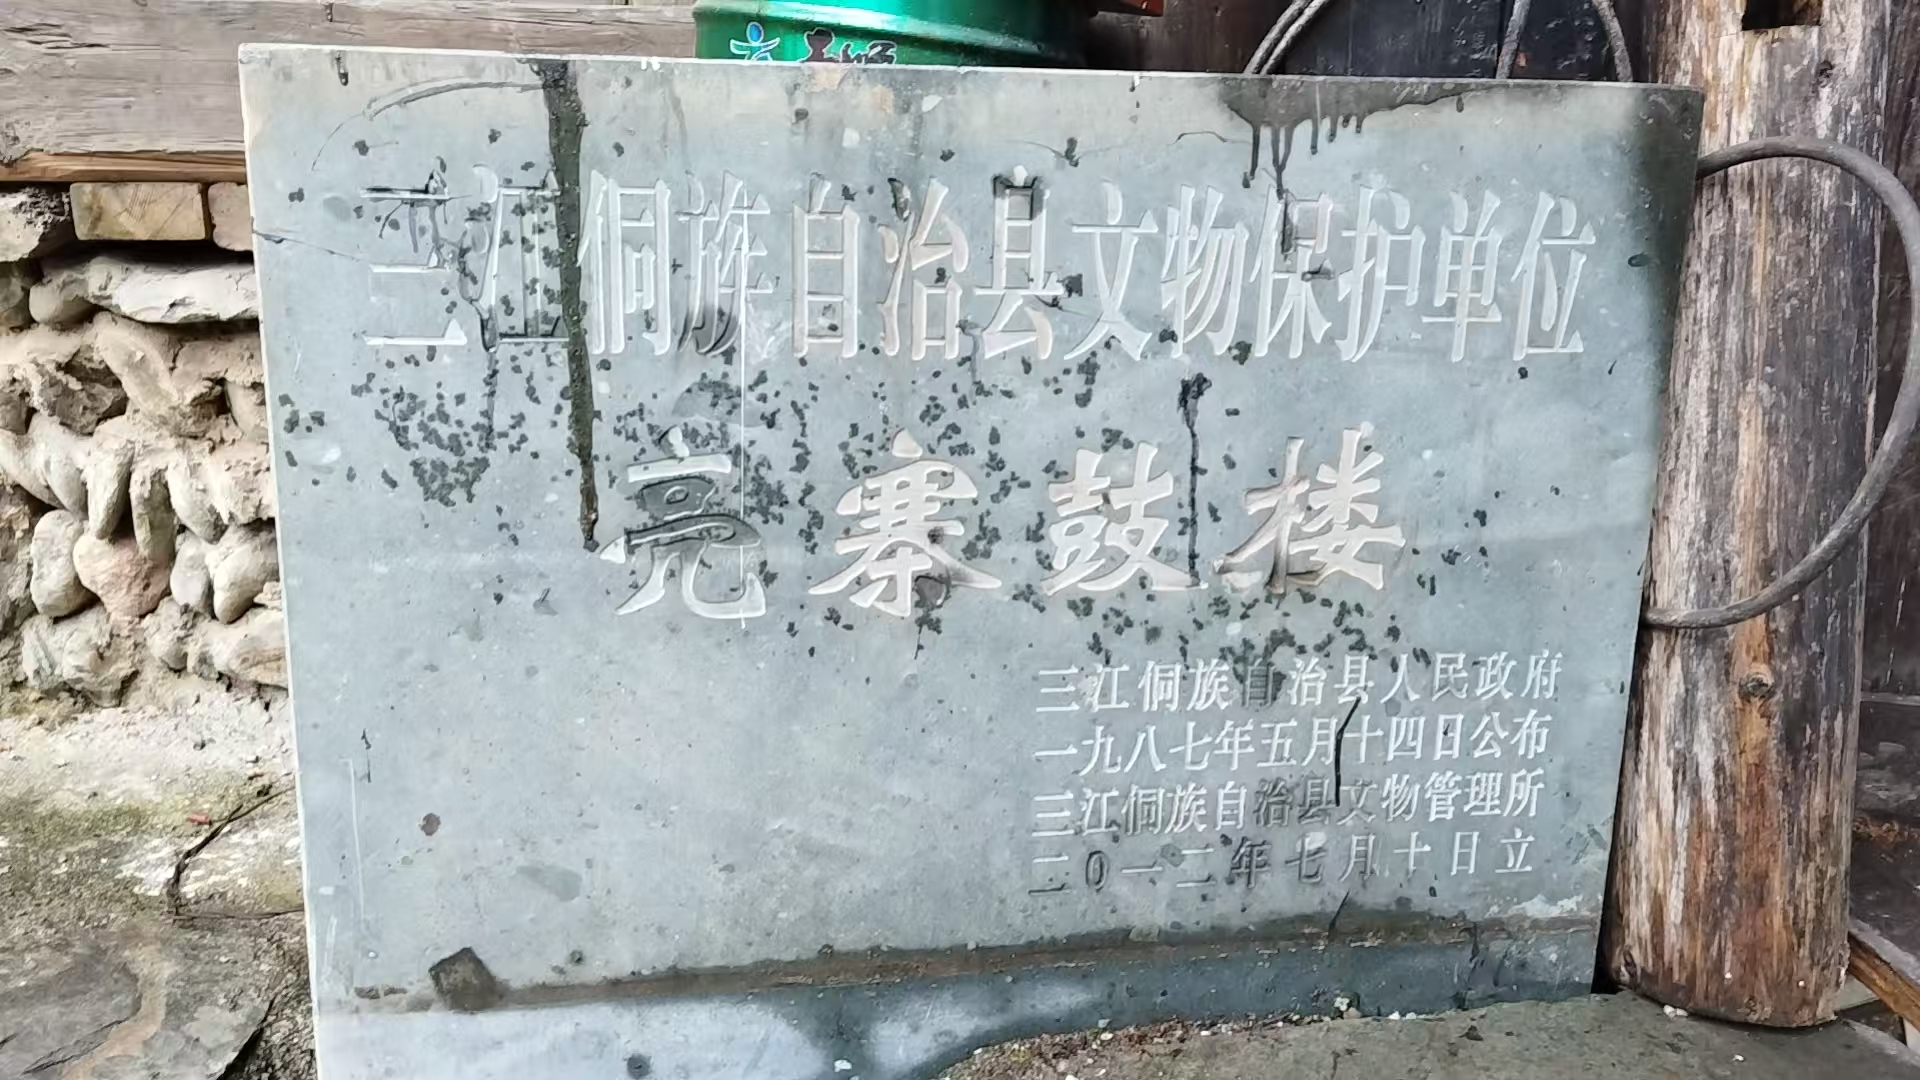 三江侗族自治县文物保护单位
亮寨鼓楼
三江侗族自治县人民政府
一九八七年五月十四日公布
三江侗族自治县文物管理所
二0一二年七月十日立